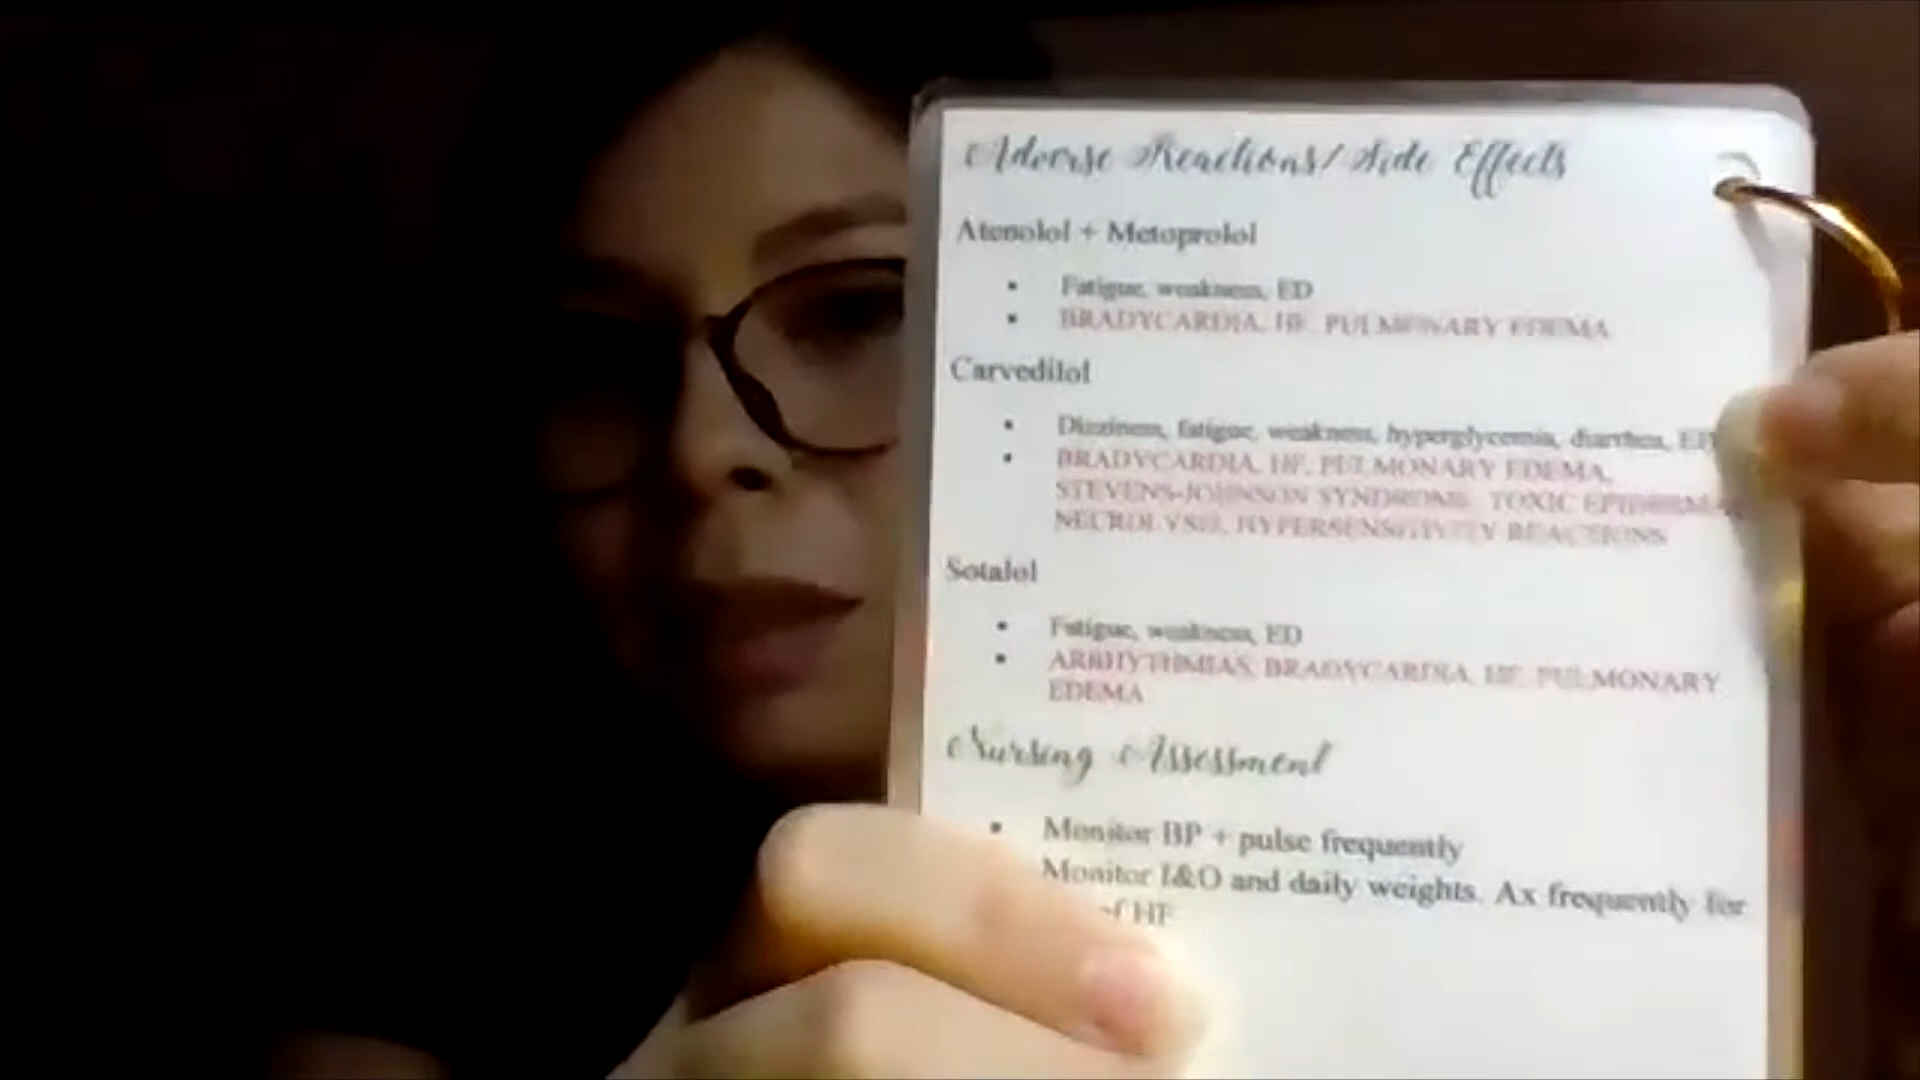 Adverse Reactions/Side Effects
Atenolol + Metoprolol
• Fatigue, weakness, ED
• BRADYCARDIA, HF, PULMONARY EDEMA
Carvedilol
• Dizziness, fatigue, weakness, hyperglycemia, diarrhea,
• BRADYCARDIA, HF, PULMONARY EDEMA,
STEVENS-JOHNSON SYNDROME, TOXIC
NECROLYSIS, HYPERSENSITIVITY REACTIONS
Sotalol
• Fatigue, weakness, ED
• ARRHYTHMIAS, BRADYCARDIA, HF, PULMONARY
EDEMA
Nursing Assessment
• Monitor BP + pulse frequently
Monitor I&O and daily weights. Ax frequently for
of HF